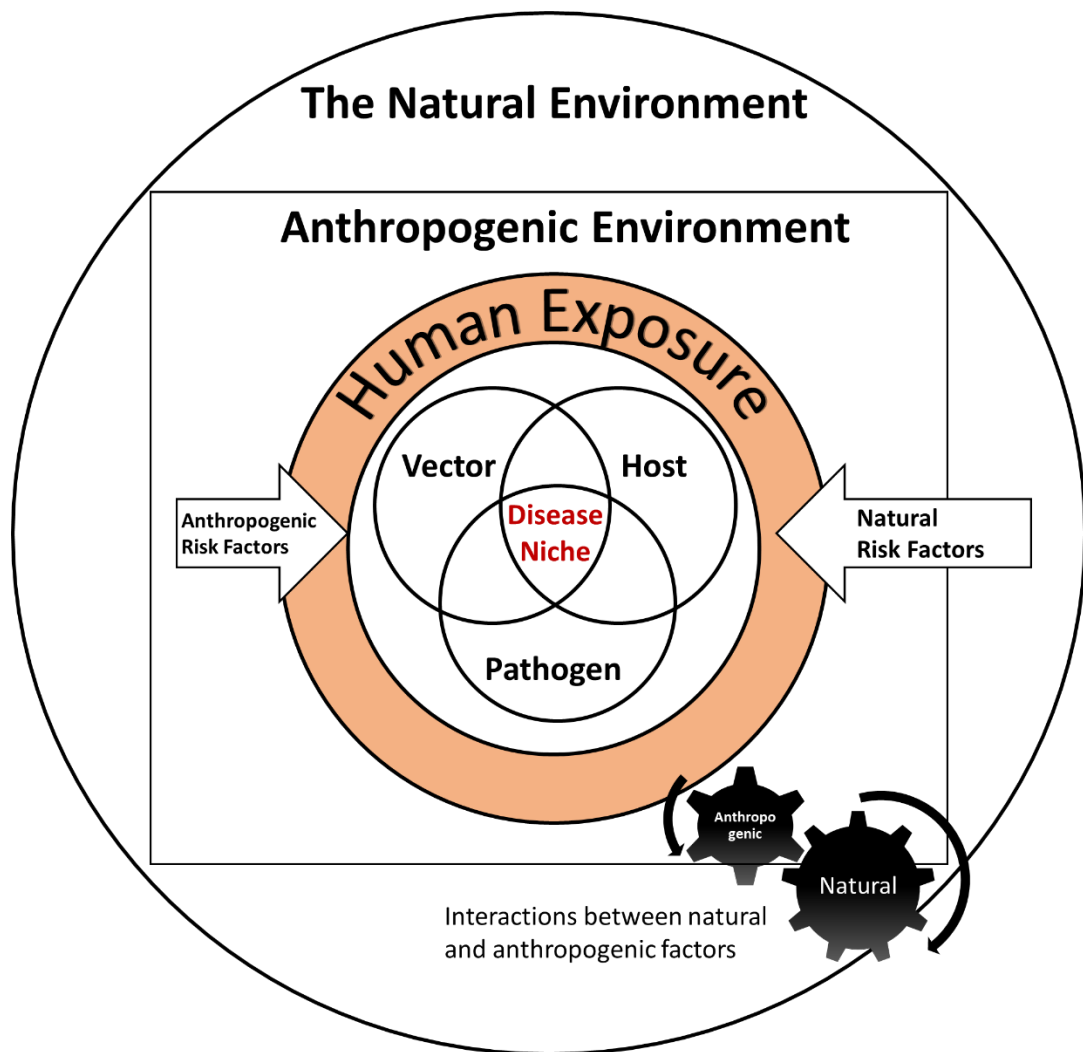 The Natural Environment
Anthropogenic Environment
Human Exposure
Vector
Host
Disease
Niche
Pathogen
Anthropogenic
Risk Factors
Natural
Risk Factors
Anthropo
genic
Natural
Interactions between natural
and anthropogenic factors